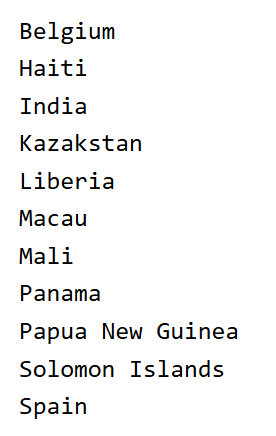 Belgium
Haiti
India
Kazakstan
Liberia
Macau
Mali
Panama
Papua New Guinea
Solomon Islands
Spain